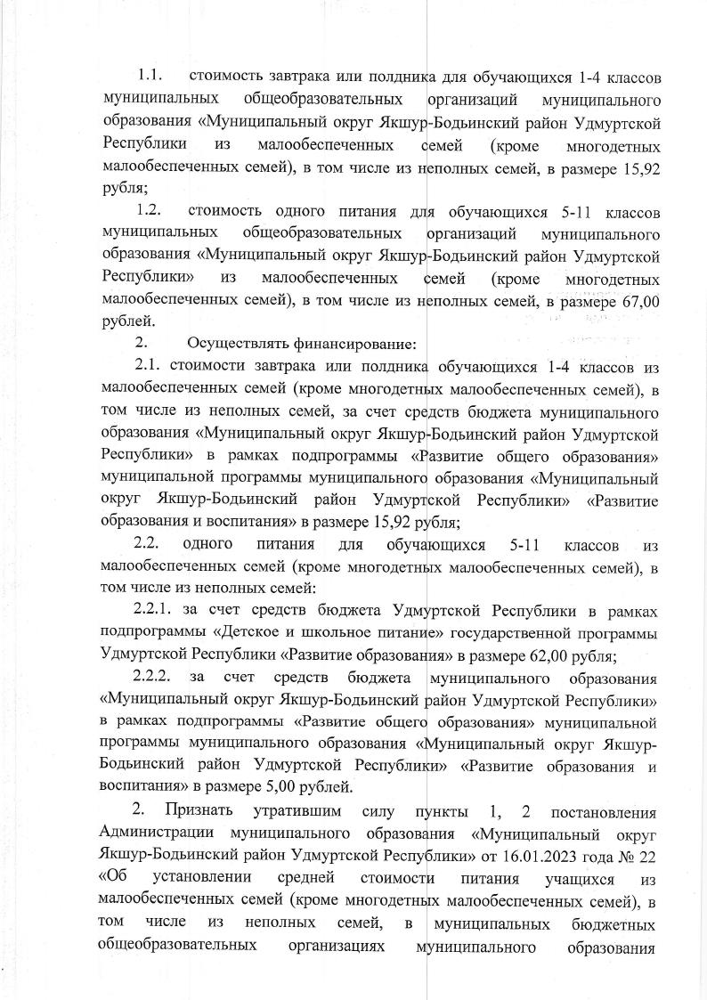 1.1. стоимость завтрака или полдника для обучающихся 1-4 классов
муниципальных общеобразовательных организаций муниципального
образования «Муниципальный округ Якшур-Бодьинский район Удмуртской
Республики из малообеспеченных семей (кроме многодетных
малообеспеченных семей), в том числе из неполных семей, в размере 15,92
рубля;
1.2. стоимость одного питания для обучающихся 5-11 классов
муниципальных общеобразовательных организаций муниципального
образования «Муниципальный округ Якшур-Бодьинский район Удмуртской
Республики» из малообеспеченных семей (кроме многодетных
малообеспеченных семей), в том числе из неполных семей, в размере 67,00
рублей.
2. Осуществлять финансирование:
2.1. стоимости завтрака или полдника обучающихся 1-4 классов из
малообеспеченных семей (кроме многодетных малообеспеченных семей), в
том числе из неполных семей, за счет средств бюджета муниципального
образования «Муниципальный округ Якшур-Бодьинский район Удмуртской
Республики» в рамках подпрограммы «Развитие общего образования»
муниципальной программы муниципального образования «Муниципальный
округ Якшур-Бодьинский район Удмуртской Республики» «Развитие
образования и воспитания» в размере 15,92 рубля;
2.2. одного питания для обучающихся 5-11 классов из
малообеспеченных семей (кроме многодетных малообеспеченных семей), в
том числе из неполных семей:
2.2.1. за счет средств бюджета Удмуртской Республики в рамках
подпрограммы «Детское и школьное питание» государственной программы
Удмуртской Республики «Развитие образования» в размере 62,00 рубля;
2.2.2. за счет средств бюджета муниципального образования
«Муниципальный округ Якшур-Бодьинский район Удмуртской Республики»
в рамках подпрограммы «Развитие общего образования» муниципальной
программы муниципального образования «Муниципальный округ Якшур-
Бодьинский район Удмуртской Республики» «Развитие образования и
воспитания» в размере 5,00 рублей.
2. Признать утратившим силу пункты 1, 2 постановления
Администрации муниципального образования «Муниципальный округ
Якшур-Бодьинский район Удмуртской Республики» от 16.01.2023 года № 22
«Об установлении средней стоимости питания учащихся из
малообеспеченных семей (кроме многодетных малообеспеченных семей), в
том числе из неполных семей, в муниципальных бюджетных
общеобразовательных организациях муниципального образования